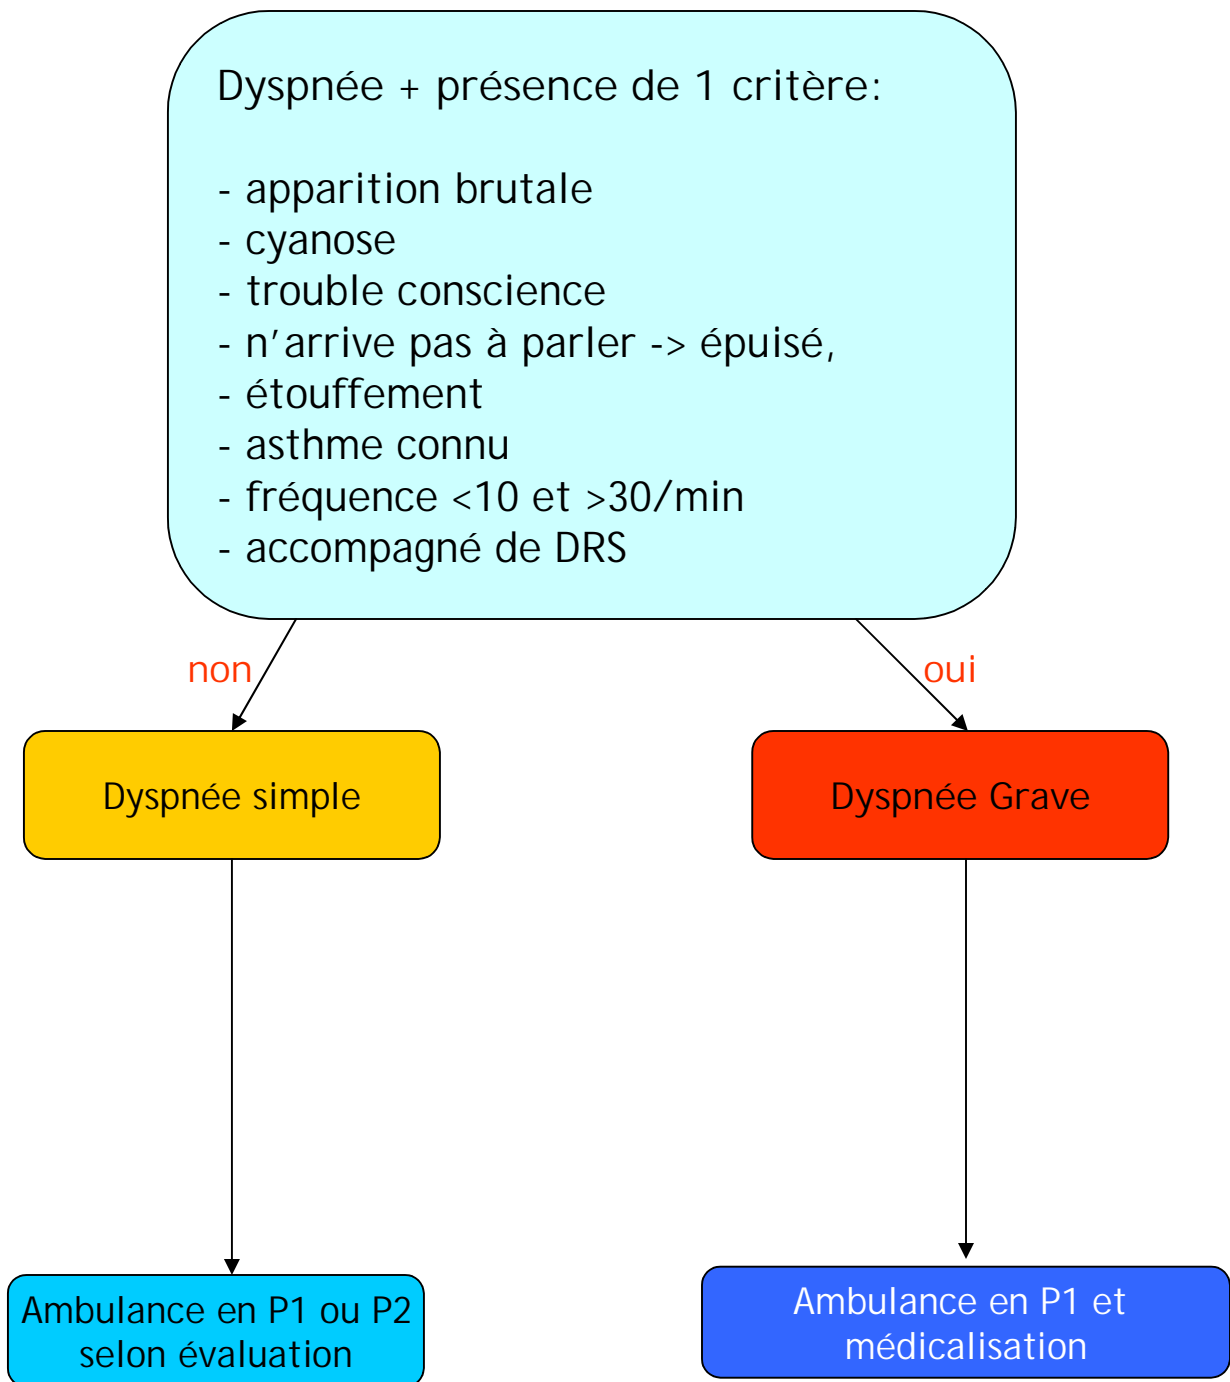 Dyspnée + présence de 1 critère:
- apparition brutale
- cyanose
- trouble conscience
- n'arrive pas à parler -> épuisé,
- étouffement
- asthme connu
- fréquence <10 et >30/min
- accompagné de DRS
non
oui
Dyspnée simple
Dyspnée Grave
Ambulance en P1 ou P2
selon évaluation
Ambulance en P1 et
médicalisation